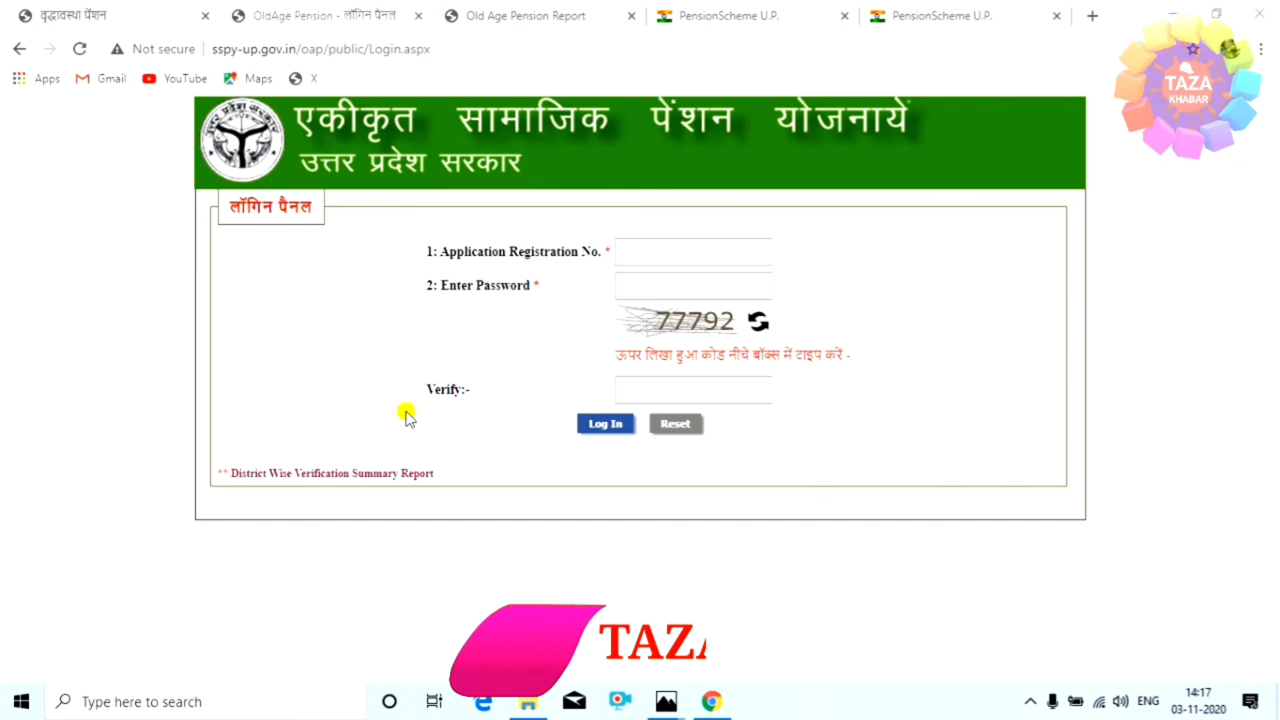 वृद्धावस्था पेंशन
OldAge Pension - लॉगिन पैनल
Old Age Pension Report
PensionScheme U.P.
PensionScheme U.P.
Not secure
sspy-up.gov.in/oap/public/Login.aspx
Apps
Gmail
YouTube
Maps
X
TAZA
KHABAR
एकीकृत सामाजिक पेंशन योजनायें
उत्तर प्रदेश सरकार
लॉगिन पैनल
1: Application Registration No. *
2: Enter Password *
77792
ऊपर लिखा हुआ कोड नीचे बॉक्स में टाइप करें -
Verify:-
Log In
Reset
** District Wise Verification Summary Report
TAZA
Type here to search
ENG
14:17
03-11-2020